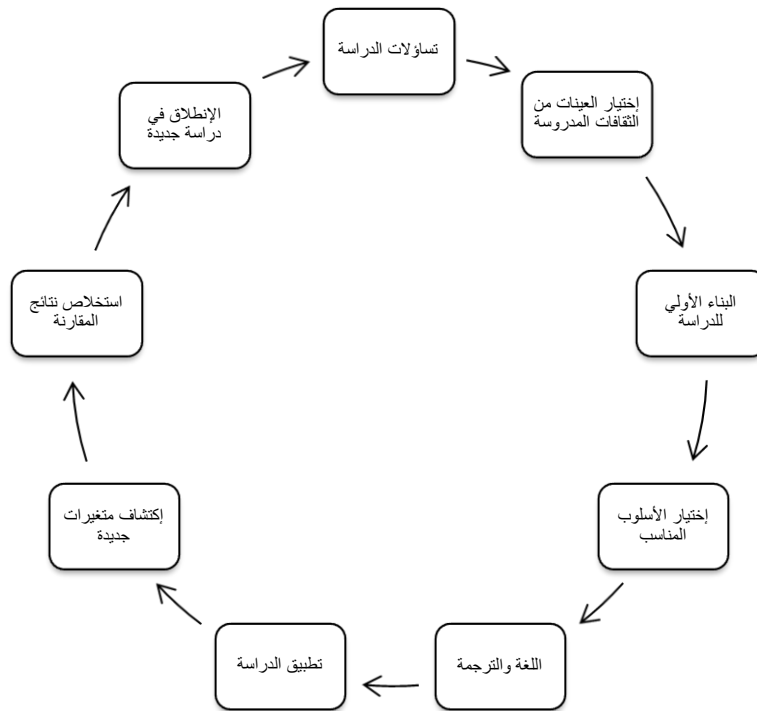 تساؤلات الدراسة
إختيار العينات من
الثقافات المدروسة
البناء الأولي
للدراسة
إختيار الأسلوب
المناسب
اللغة والترجمة
تطبيق الدراسة
إكتشاف متغيرات
جديدة
استخلاص نتائج
المقارنة
الإنطلاق في
دراسة جديدة